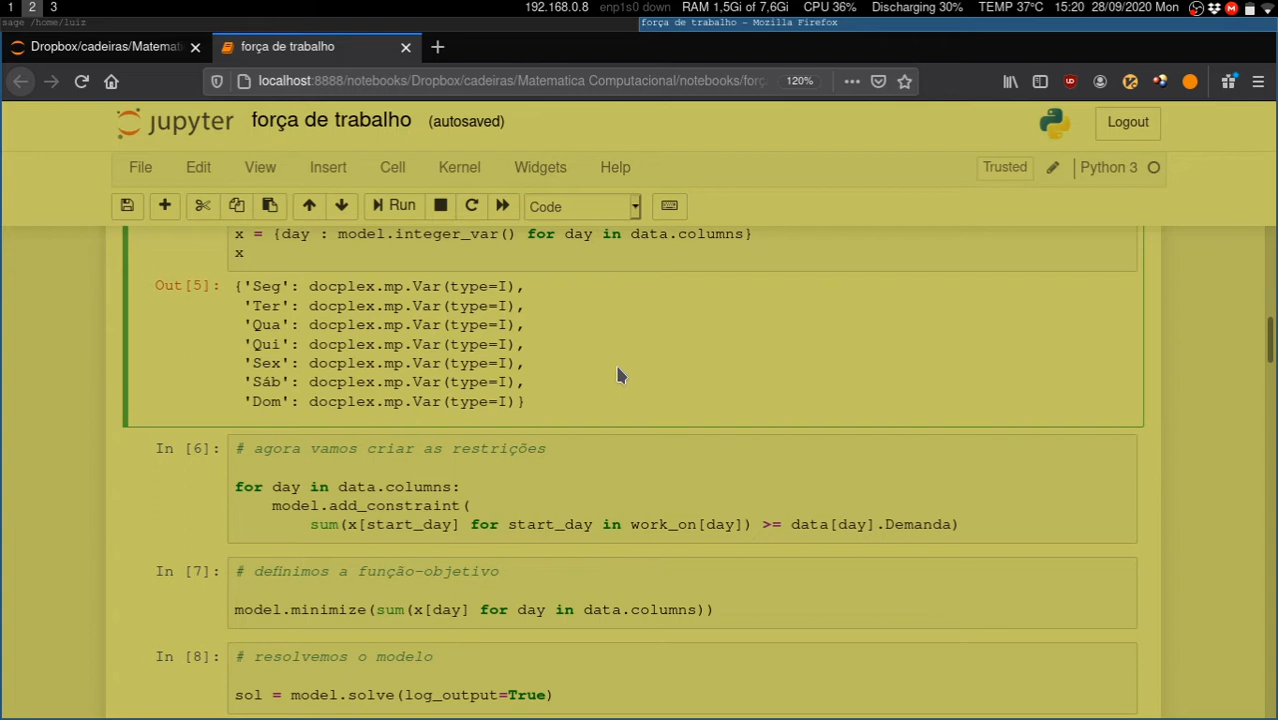 1 2 3 192.168.0.8 enp1s0 down RAM 1,5Gi of 7,6Gi CPU 36% Discharging 30% TEMP 37°C 15:20 28/09/2020 Mon
sage /home/luiz força de trabalho - Mozilla Firefox
Dropbox/cadeiras/Matemat força de trabalho
localhost:8888/notebooks/Dropbox/cadeiras/Matematica Computacional/notebooks/forç 120%
jupyter força de trabalho (autosaved) Logout
File Edit View Insert Cell Kernel Widgets Help Trusted Python 3
Run Code
x = {day : model.integer_var() for day in data.columns}
x
Out[5]: {'Seg': docplex.mp.Var(type=I),
'Ter': docplex.mp.Var(type=I),
'Qua': docplex.mp.Var(type=I),
'Qui': docplex.mp.Var(type=I),
'Sex': docplex.mp.Var(type=I),
'Sáb': docplex.mp.Var(type=I),
'Dom': docplex.mp.Var(type=I)}
In [6]: # agora vamos criar as restrições
for day in data.columns:
model.add_constraint(
sum(x[start_day] for start_day in work_on[day]) >= data[day].Demanda)
In [7]: # definimos a função-objetivo
model.minimize(sum(x[day] for day in data.columns))
In [8]: # resolvemos o modelo
sol = model.solve(log_output=True)